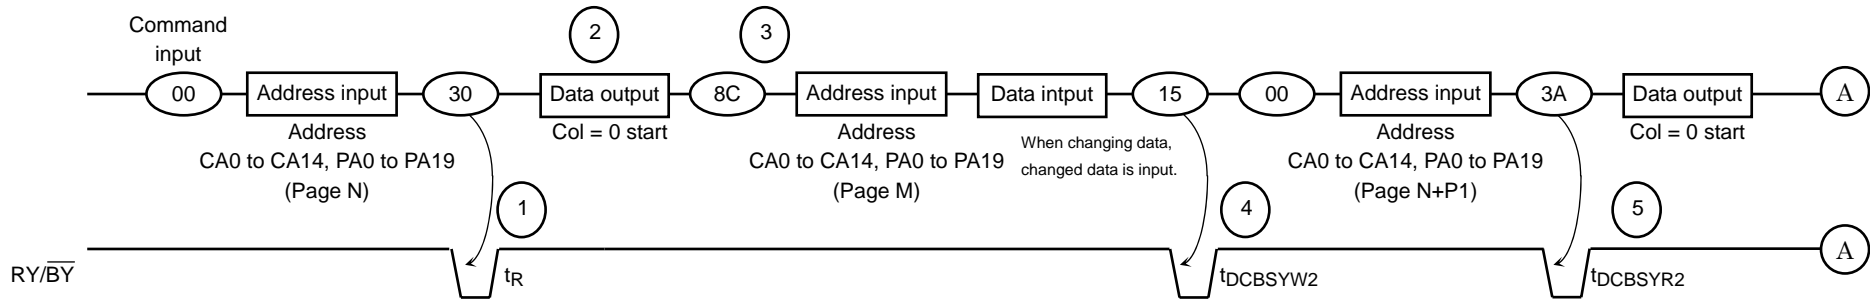 Command
input
2
3
00
Address input
30
Data output
8C
Address input
Data intput
15
00
Address input
3A
Data output
A
Address
CA0 to CA14, PA0 to PA19
(Page N)
Col = 0 start
Address
CA0 to CA14, PA0 to PA19
(Page M)
When changing data,
changed data is input.
Address
CA0 to CA14, PA0 to PA19
(Page N+P1)
Col = 0 start
1
4
5
RY/BY
tR
tDCBSYW2
tDCBSYR2
A